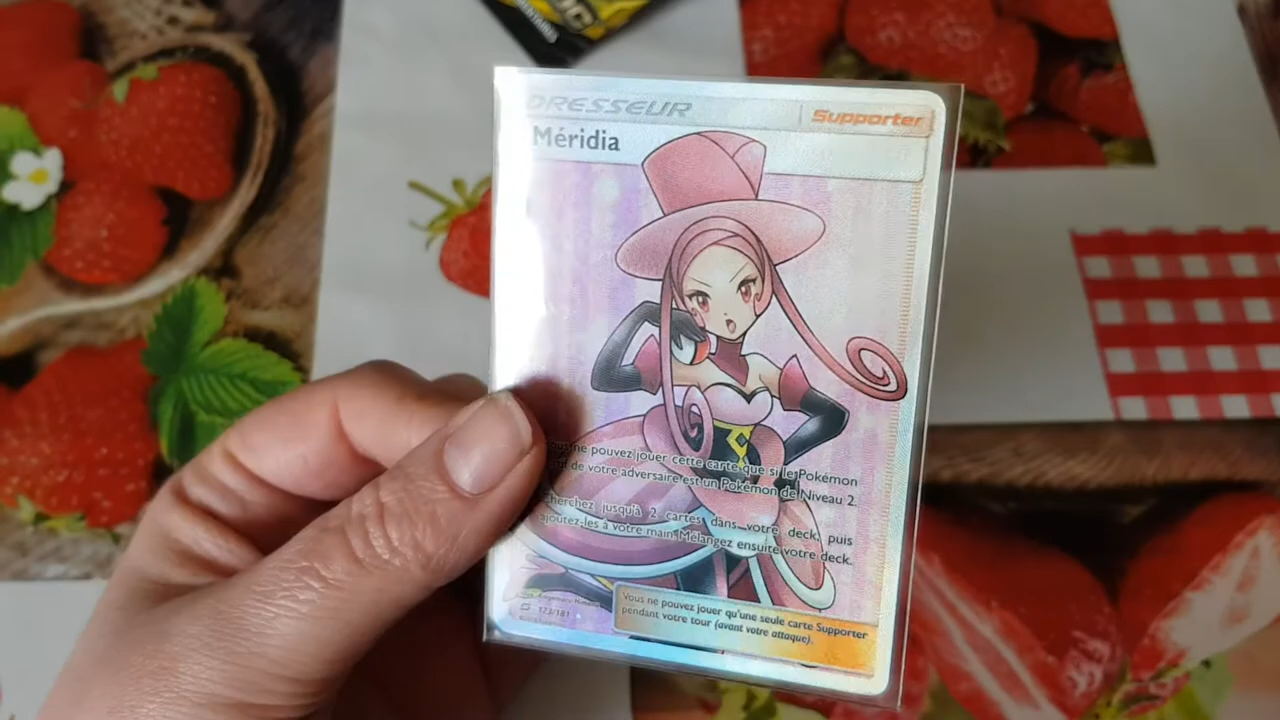 DRESSEUR
Supporter
Méridia
ne pouvez jouer cette carte que si le Pokémon
de votre adversaire est un Pokémon de Niveau 2.
Cherchez jusqu'à 2 cartes dans votre deck, puis
ajoutez-les à votre main. Mélangez ensuite votre deck.
173/181
Vous ne pouvez jouer qu'une seule carte Supporter
pendant votre tour (avant votre attaque).